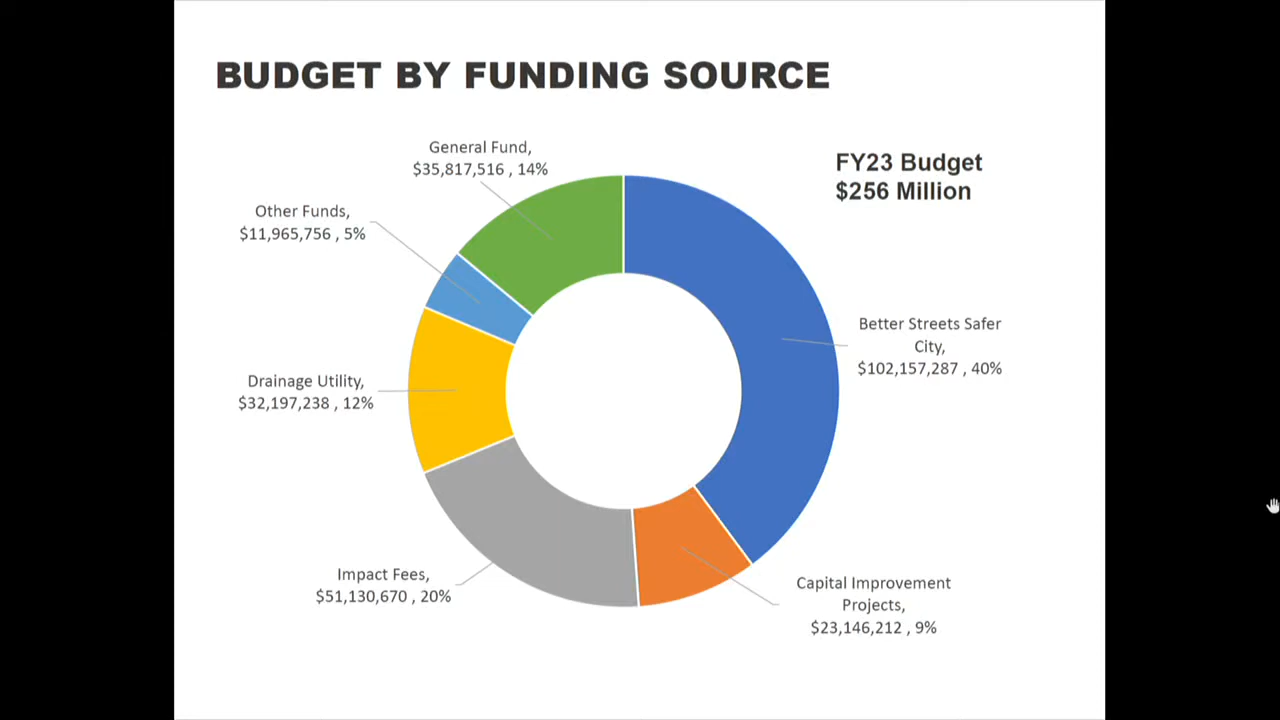 BUDGET BY FUNDING SOURCE
General Fund,
$35,817,516 , 14%
FY23 Budget
$256 Million
Other Funds,
$11,965,756 , 5%
Better Streets Safer
City,
$102,157,287 , 40%
Drainage Utility,
$32,197,238 , 12%
Impact Fees,
$51,130,670 , 20%
Capital Improvement
Projects,
$23,146,212 , 9%